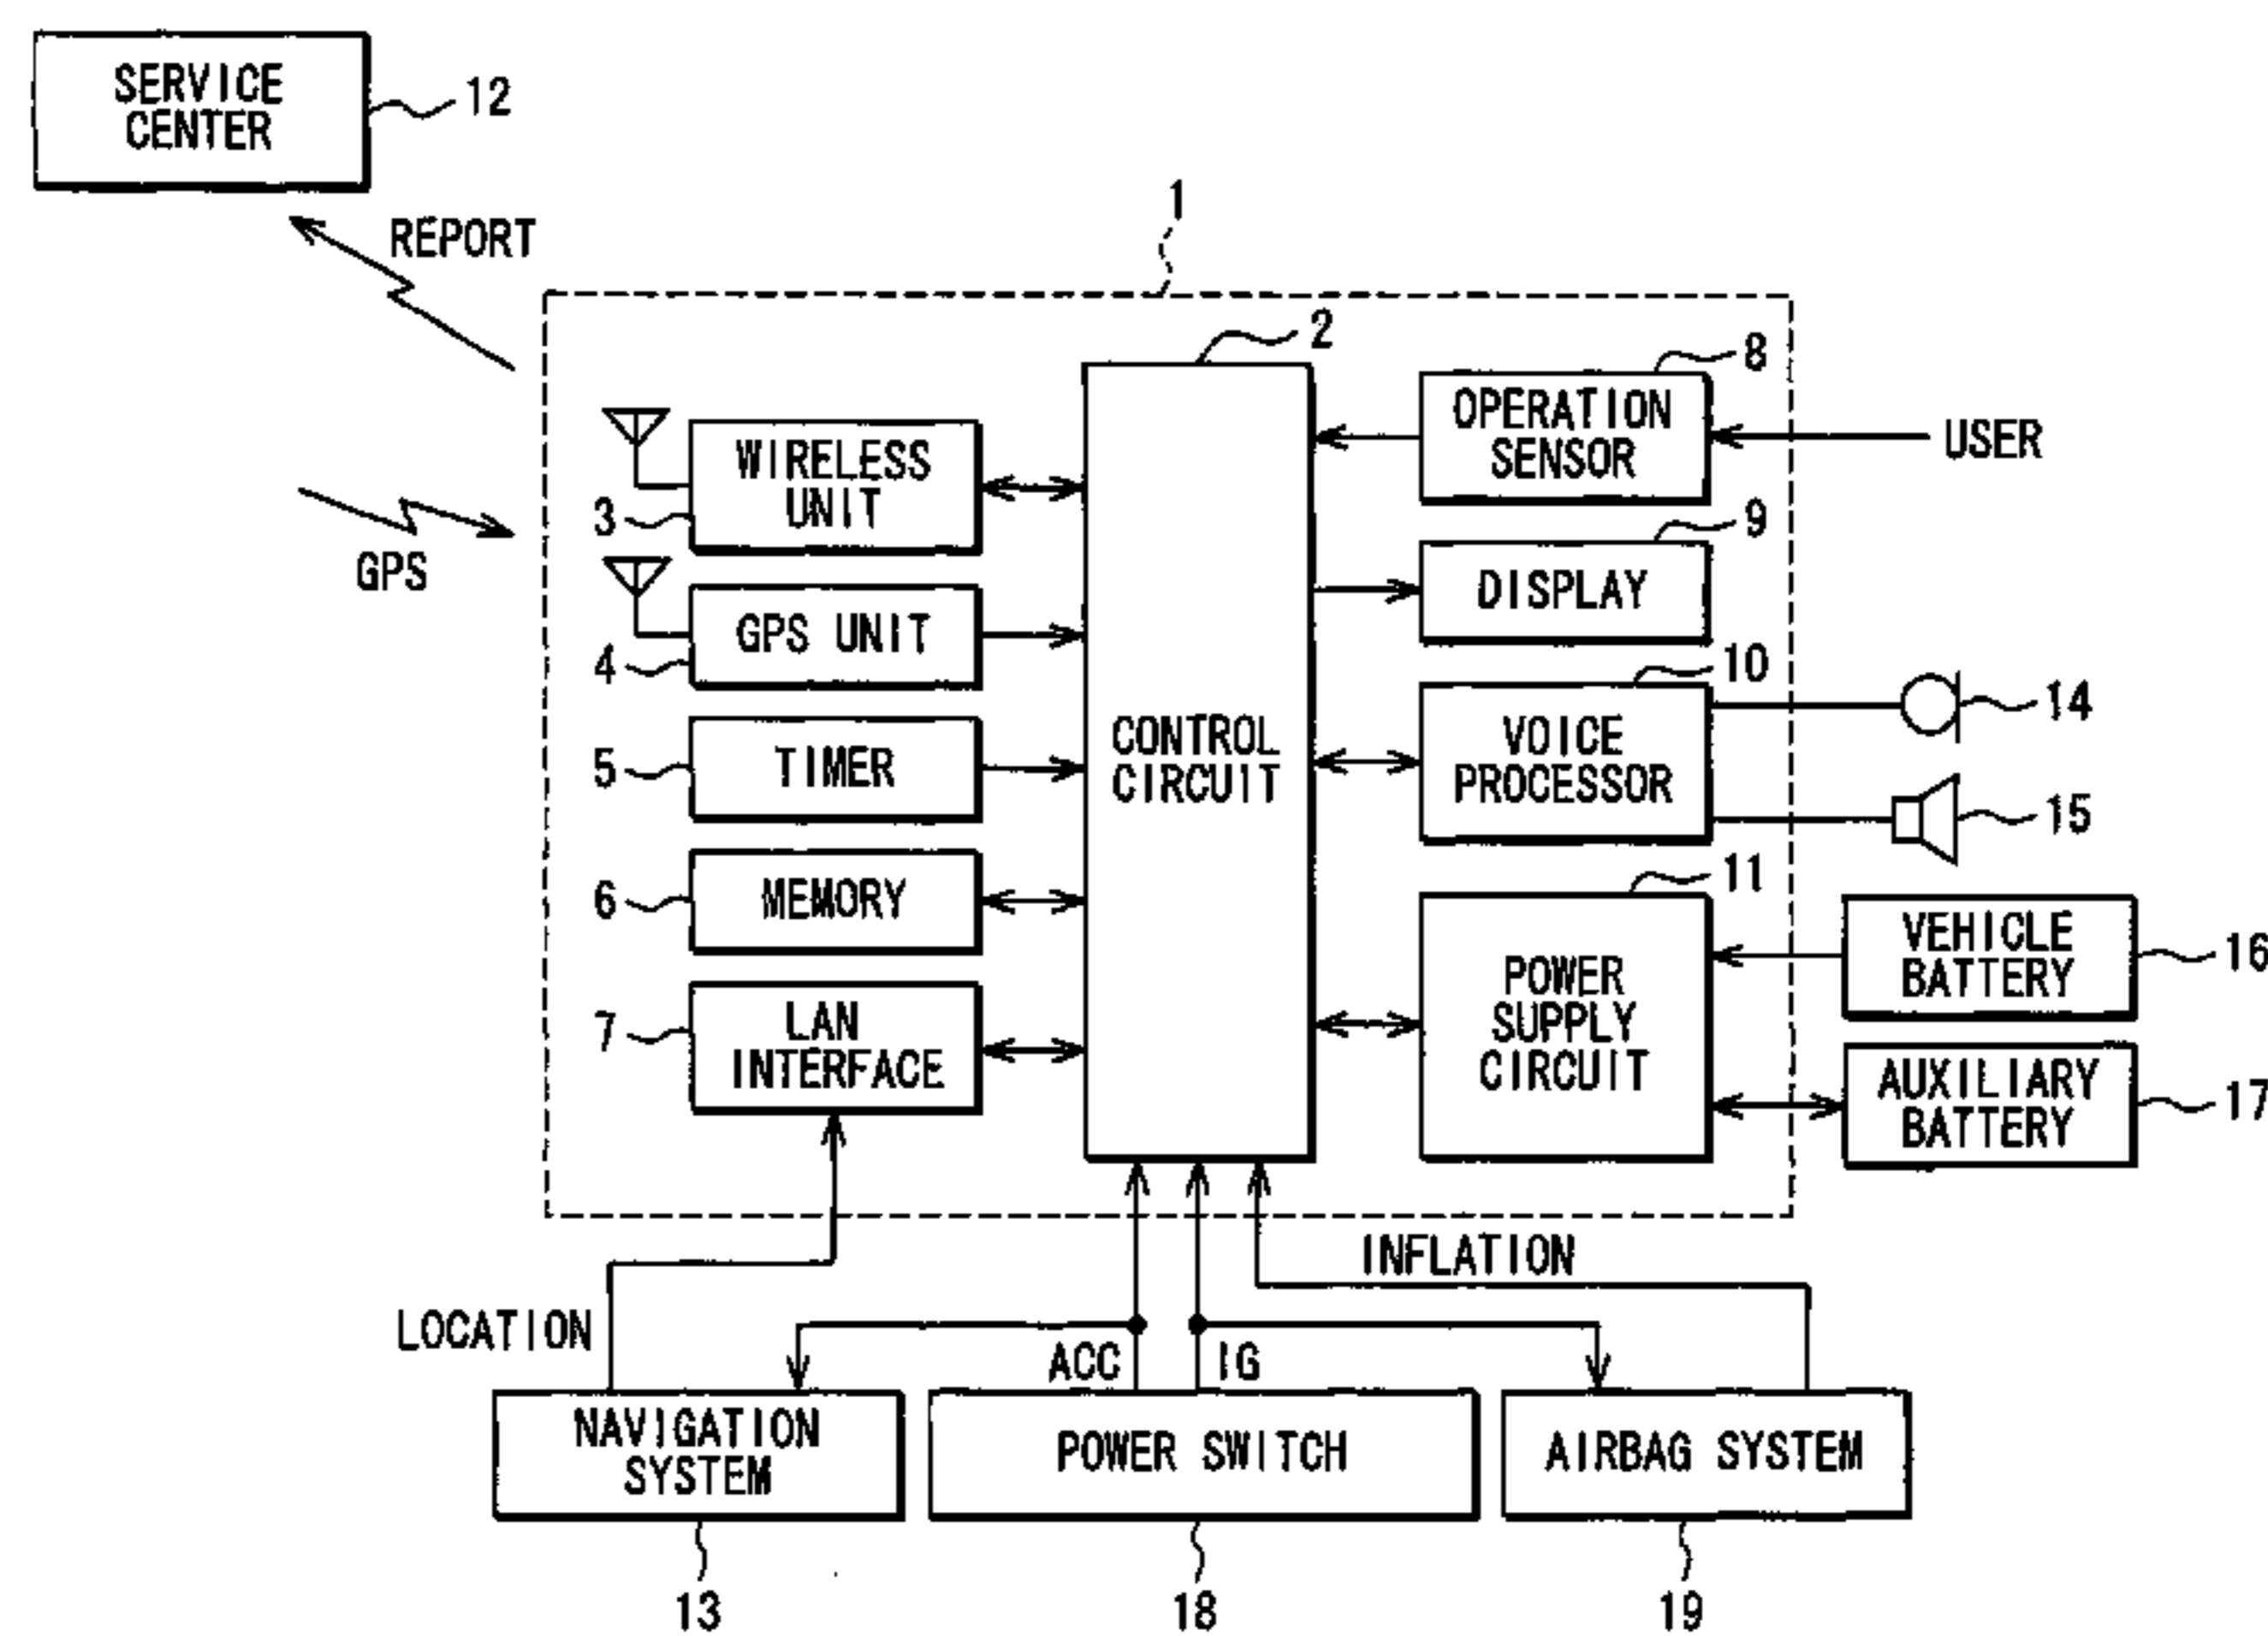 SERVICE
CENTER
12
REPORT
GPS
1
2
WIRELESS
UNIT
3
GPS UNIT
4
TIMER
5
MEMORY
6
LAN
INTERFACE
7
CONTROL
CIRCUIT
OPERATION
SENSOR
8
USER
DISPLAY
9
VOICE
PROCESSOR
10
14
15
POWER
SUPPLY
CIRCUIT
11
VEHICLE
BATTERY
16
AUXILIARY
BATTERY
17
LOCATION
ACC
IG
INFLATION
NAVIGATION
SYSTEM
13
POWER SWITCH
18
AIRBAG SYSTEM
19